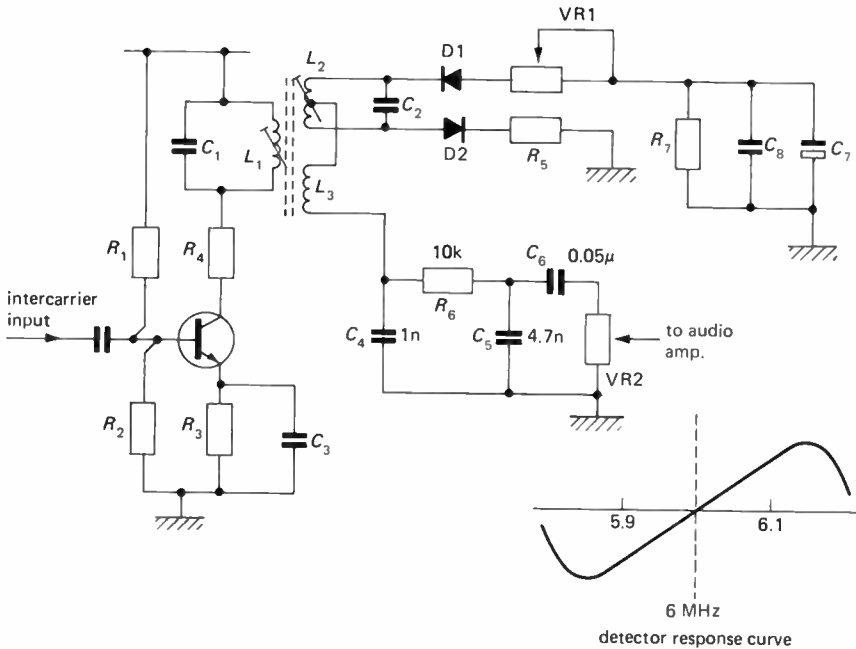 VR1
D1
L2
C2
R7
C8
C7
C1
L1
D2
R5
L3
R1
R4
10k
C6
0.05μ
intercarrier
input
R6
C4
1n
C5
4.7n
to audio
amp.
VR2
R2
R3
C3
5.9
6.1
6 MHz
detector response curve